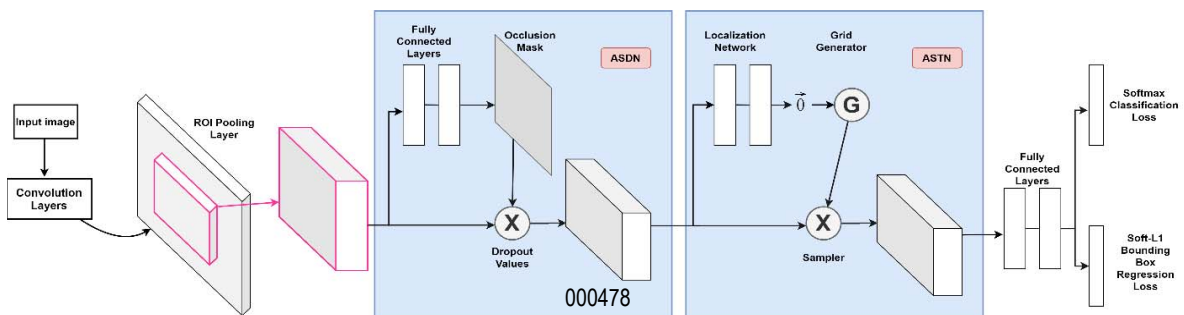 Input image
Convolution
Layers
ROI Pooling
Layer
Fully
Connected
Layers
Occlusion
Mask
ASDN
X
Dropout
Values
000478
Localization
Network
0
Grid
Generator
G
ASTN
X
Sampler
Fully
Connected
Layers
Softmax
Classification
Loss
Soft-L1
Bounding
Box
Regression
Loss